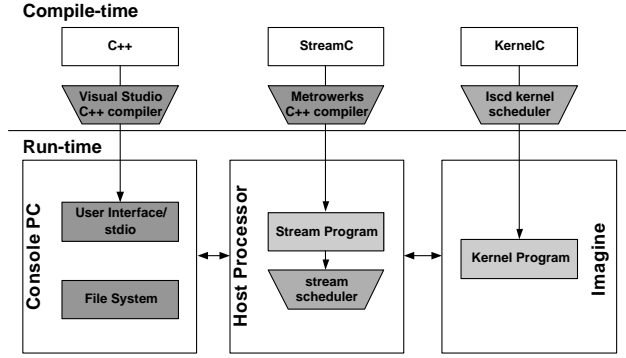 Compile-time
C++
StreamC
KernelC
Visual Studio
C++ compiler
Metrowerks
C++ compiler
Iscd kernel
scheduler
Run-time
Console PC
User Interface/
stdio
File System
Host Processor
Stream Program
stream
scheduler
Kernel Program
Imagine